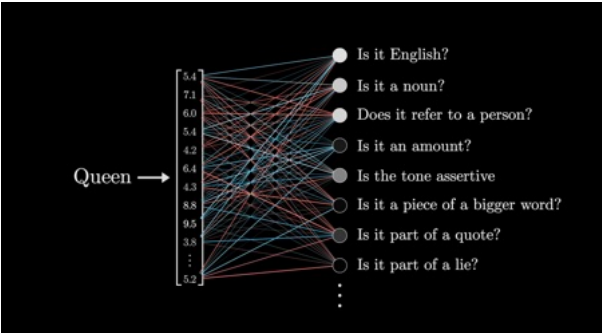 Queen
5.4
7.1
6.0
5.4
4.2
6.4
4.3
8.8
9.5
3.8
⋮
5.2
Is it English?
Is it a noun?
Does it refer to a person?
Is it an amount?
Is the tone assertive
Is it a piece of a bigger word?
Is it part of a quote?
Is it part of a lie?
⋮